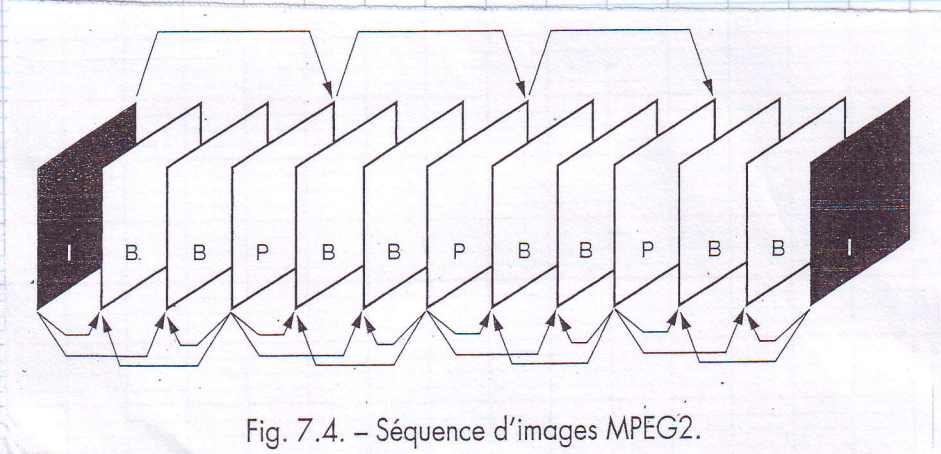 I B B P B B P B B P B B I
Fig. 7.4. – Séquence d'images MPEG2.